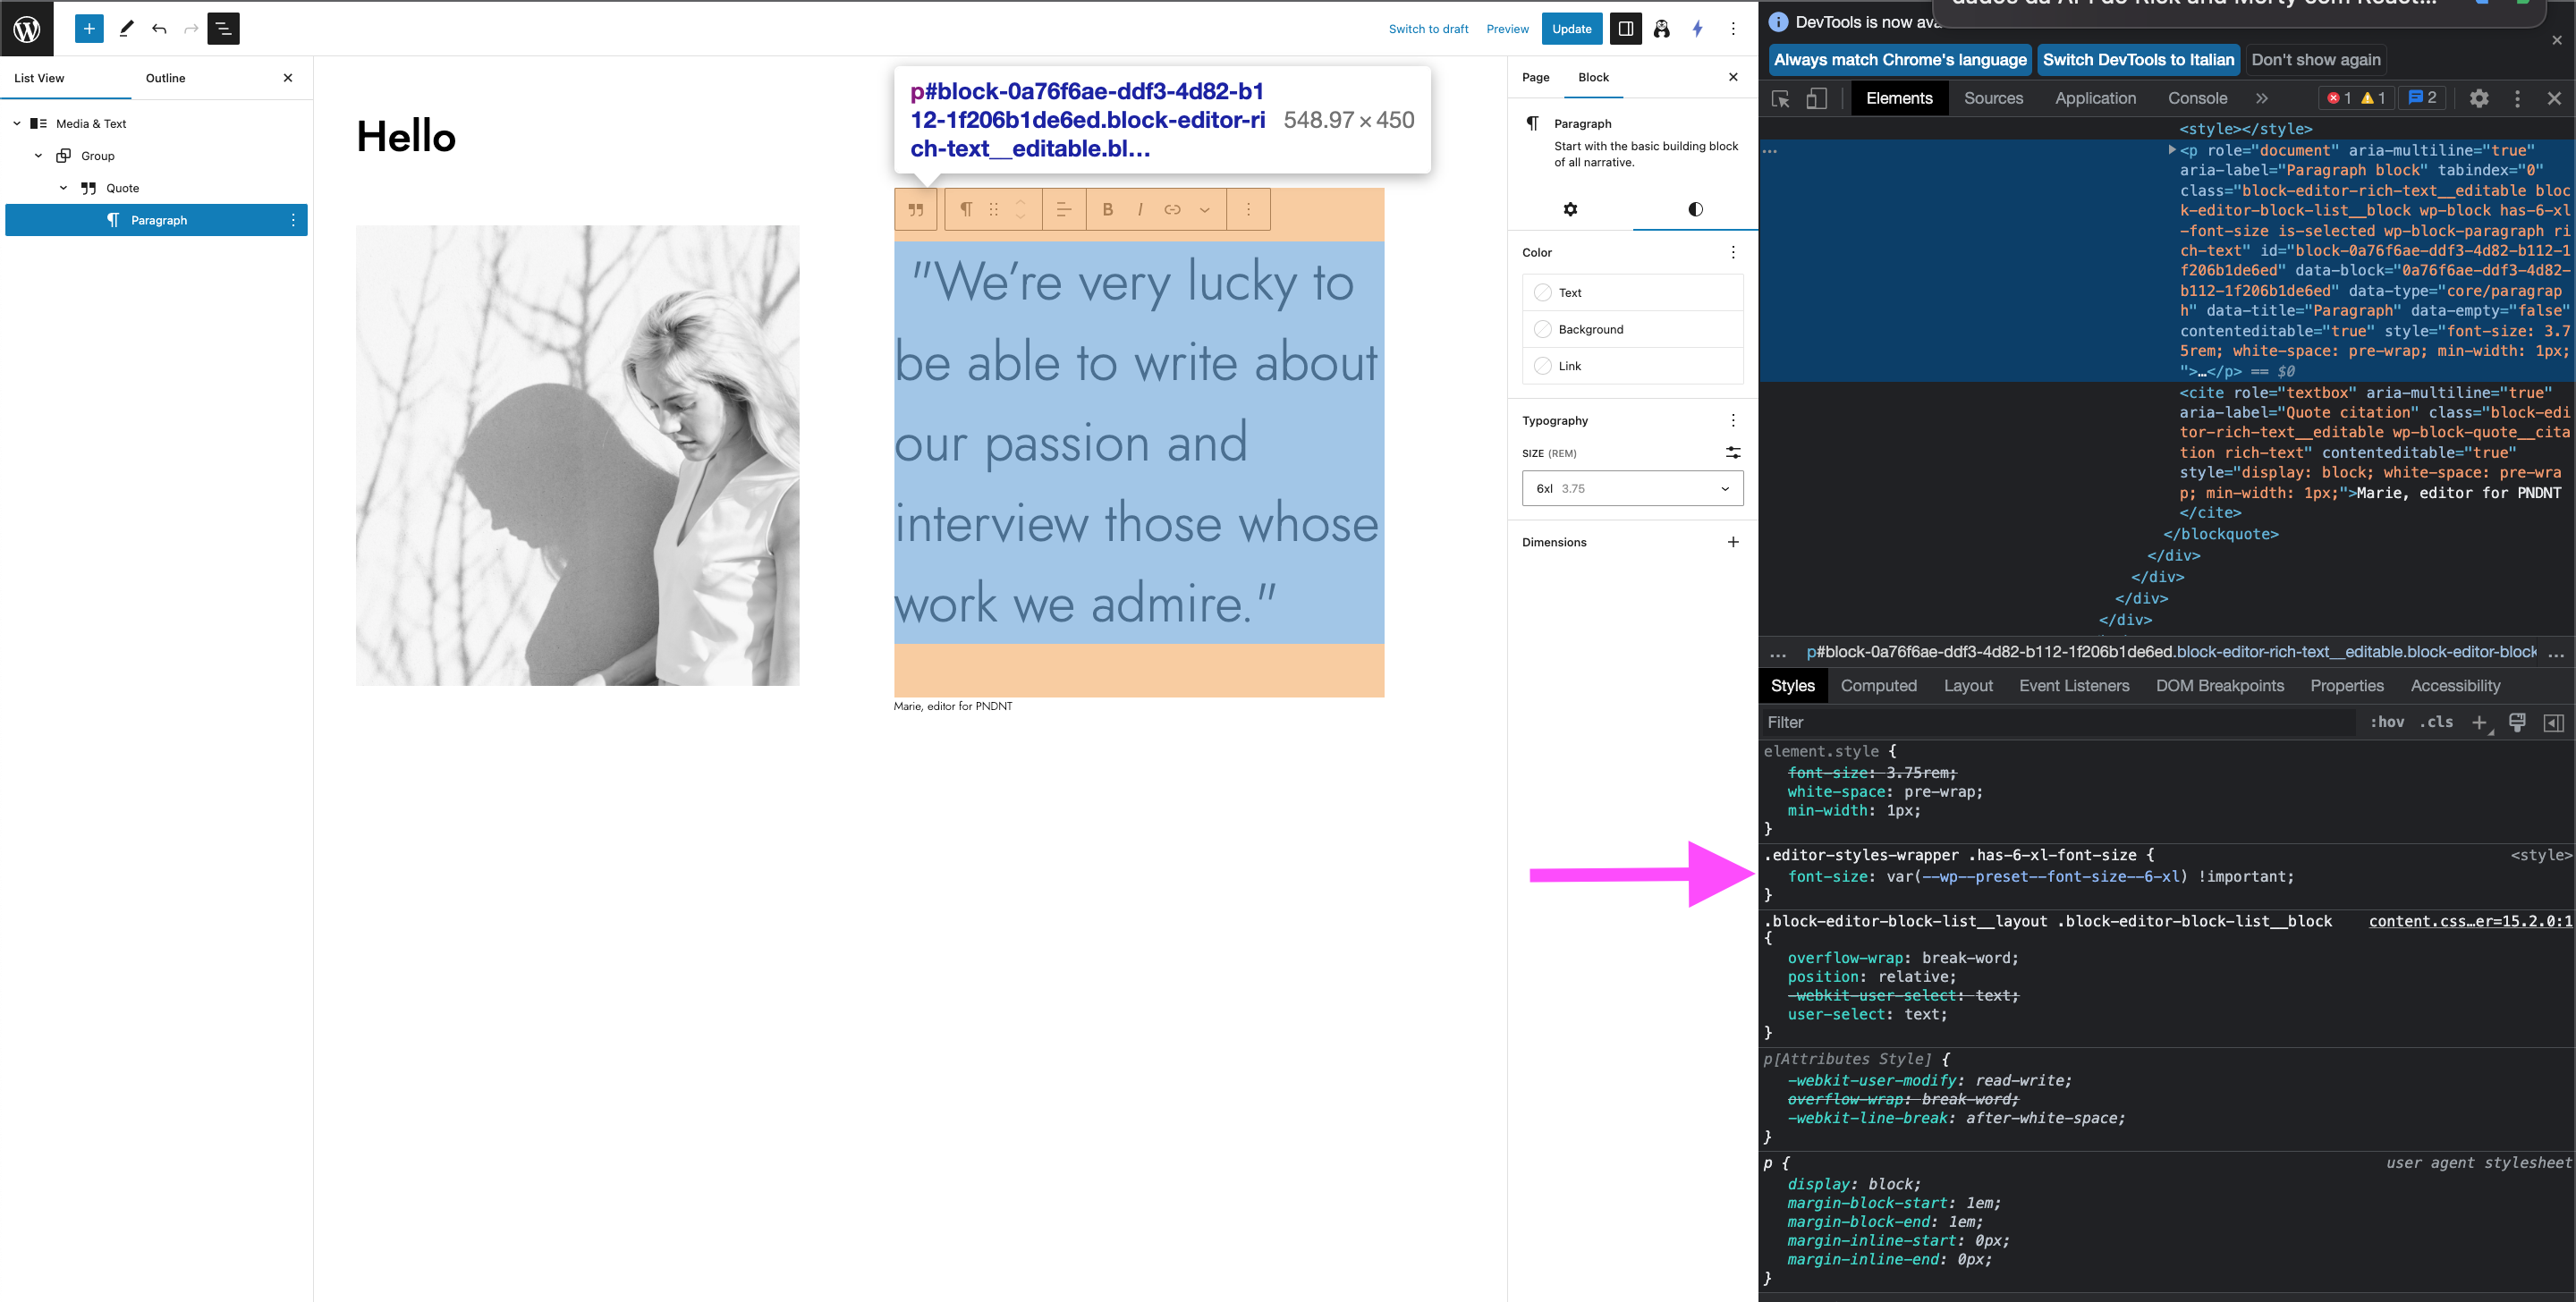 Switch to draft
Preview
Update
List View
Outline
Media & Text
Group
Quote
Paragraph
Hello
p#block-0a76f6ae-ddf3-4d82-b1
12-1f206b1de6ed.block-editor-ri
ch-text__editable.bl…
548.97 × 450
B I
"We’re very lucky to
be able to write about
our passion and
interview those whose
work we admire."
Marie, editor for PNDNT
Page
Block
Paragraph
Start with the basic building block
of all narrative.
Color
Text
Background
Link
Typography
SIZE (REM)
6xl 3.75
Dimensions
DevTools is now ava
Always match Chrome's language
Switch DevTools to Italian
Don't show again
Elements
Sources
Application
Console
1
1
2
<style></style>
<p role="document" aria-multiline="true"
aria-label="Paragraph block" tabindex="0"
class="block-editor-rich-text__editable bloc
k-editor-block-list__block wp-block has-6-xl
-font-size is-selected wp-block-paragraph ri
ch-text" id="block-0a76f6ae-ddf3-4d82-b112-1
f206b1de6ed" data-block="0a76f6ae-ddf3-4d82-
b112-1f206b1de6ed" data-type="core/paragrap
h" data-title="Paragraph" data-empty="false"
contenteditable="true" style="font-size: 3.7
5rem; white-space: pre-wrap; min-width: 1px;
">…</p> == $0
<cite role="textbox" aria-multiline="true"
aria-label="Quote citation" class="block-edi
tor-rich-text__editable wp-block-quote__cita
tion rich-text" contenteditable="true"
style="display: block; white-space: pre-wra
p; min-width: 1px;">Marie, editor for PNDNT
</cite>
</blockquote>
</div>
</div>
</div>
</div>
… p#block-0a76f6ae-ddf3-4d82-b112-1f206b1de6ed.block-editor-rich-text__editable.block-editor-block …
Styles
Computed
Layout
Event Listeners
DOM Breakpoints
Properties
Accessibility
Filter
:hov .cls
element.style {
font-size: 3.75rem;
white-space: pre-wrap;
min-width: 1px;
}
.editor-styles-wrapper .has-6-xl-font-size {
<style>
font-size: var(--wp--preset--font-size--6-xl) !important;
}
.block-editor-block-list__layout .block-editor-block-list__block
content.css…er=15.2.0:1
{
overflow-wrap: break-word;
position: relative;
-webkit-user-select: text;
user-select: text;
}
p[Attributes Style] {
-webkit-user-modify: read-write;
overflow-wrap: break-word;
-webkit-line-break: after-white-space;
}
p {
user agent stylesheet
display: block;
margin-block-start: 1em;
margin-block-end: 1em;
margin-inline-start: 0px;
margin-inline-end: 0px;
}